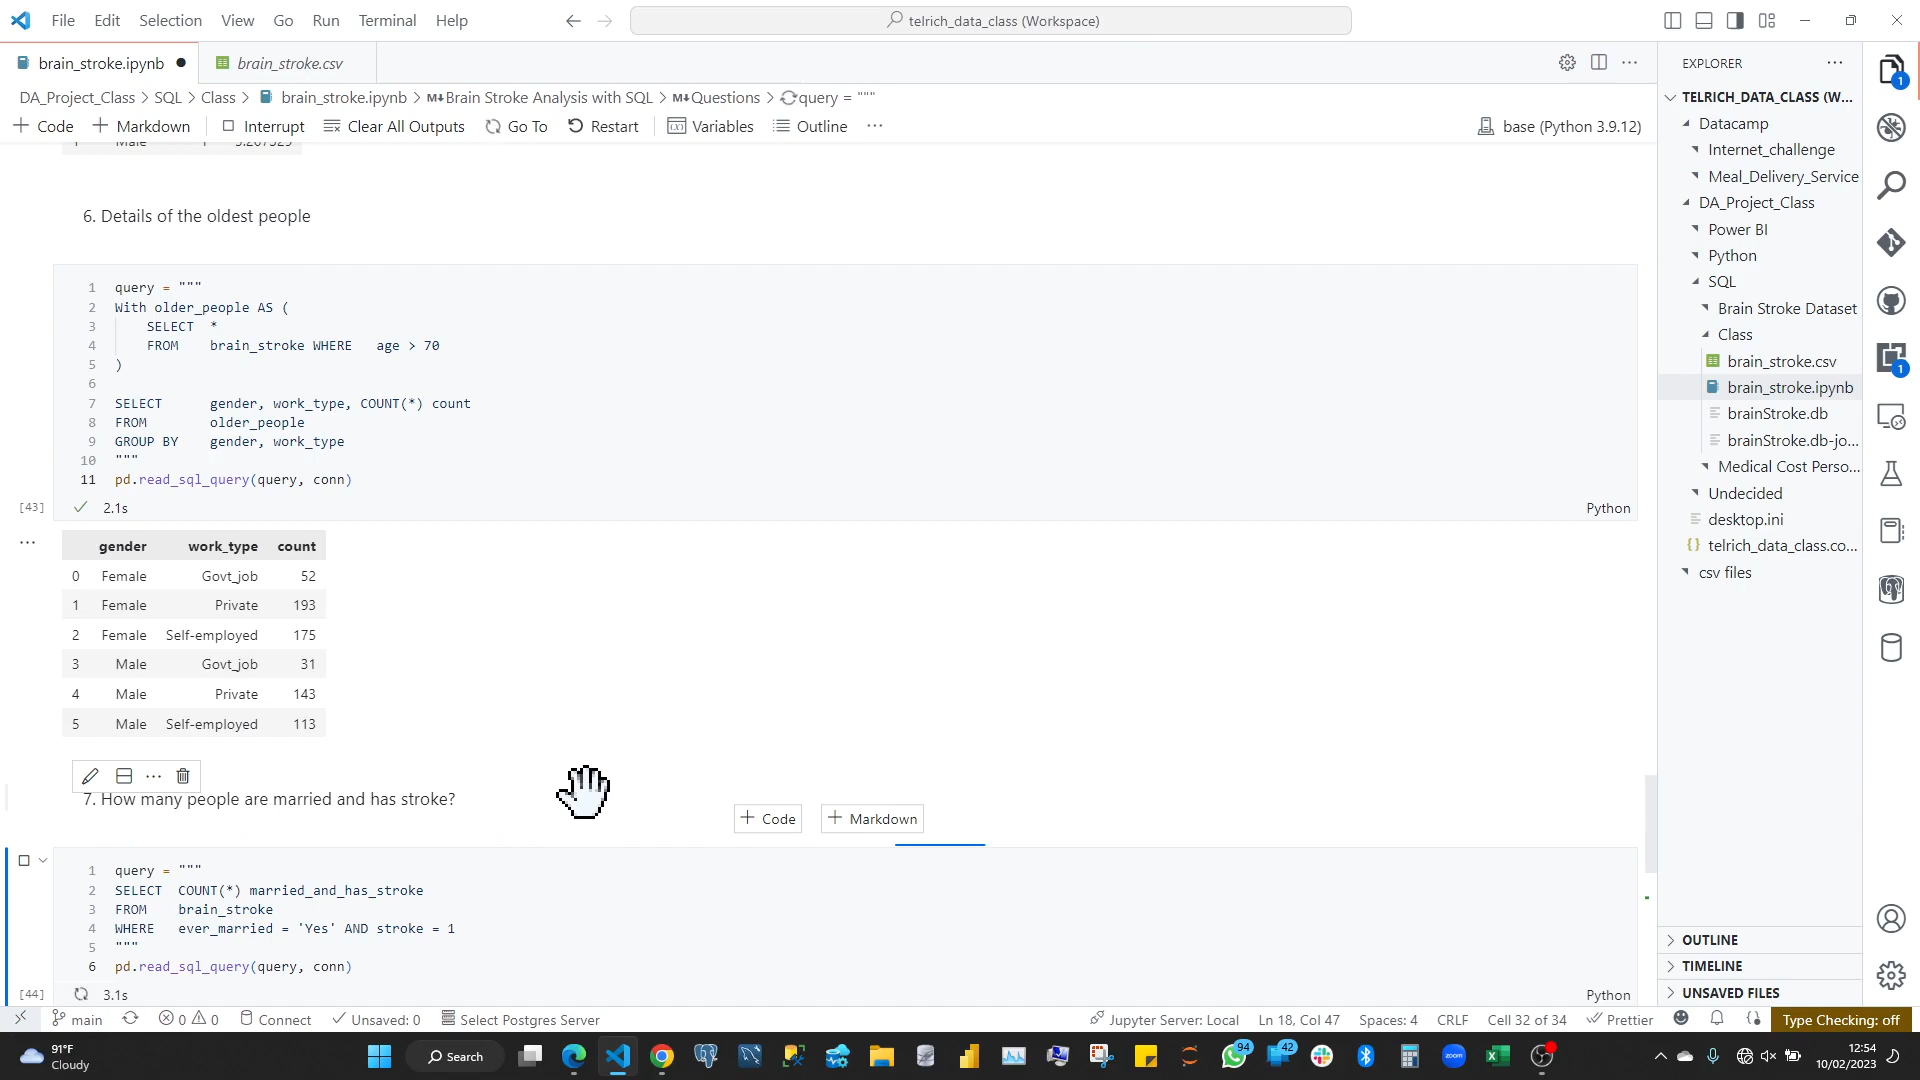 File Edit Selection View Go Run Terminal Help
telrich_data_class (Workspace)
brain_stroke.ipynb
brain_stroke.csv
DA_Project_Class > SQL > Class > brain_stroke.ipynb > M↓Brain Stroke Analysis with SQL > M↓Questions > query = """
+ Code + Markdown Interrupt Clear All Outputs Go To Restart Variables Outline ...
base (Python 3.9.12)
6. Details of the oldest people
1 query = """
2 With older_people AS (
3 SELECT *
4 FROM brain_stroke WHERE age > 70
5 )
6
7 SELECT gender, work_type, COUNT(*) count
8 FROM older_people
9 GROUP BY gender, work_type
10 """
11 pd.read_sql_query(query, conn)
[43] 2.1s
Python
gender work_type count
0 Female Govt_job 52
1 Female Private 193
2 Female Self-employed 175
3 Male Govt_job 31
4 Male Private 143
5 Male Self-employed 113
7. How many people are married and has stroke?
+ Code + Markdown
1 query = """
2 SELECT COUNT(*) married_and_has_stroke
3 FROM brain_stroke
4 WHERE ever_married = 'Yes' AND stroke = 1
5 """
6 pd.read_sql_query(query, conn)
[44] 3.1s
Python
EXPLORER
TELRICH_DATA_CLASS (W...
Datacamp
Internet_challenge
Meal_Delivery_Service
DA_Project_Class
Power BI
Python
SQL
Brain Stroke Dataset
Class
brain_stroke.csv
brain_stroke.ipynb
brainStroke.db
brainStroke.db-jo...
Medical Cost Perso...
Undecided
desktop.ini
telrich_data_class.co...
csv files
OUTLINE
TIMELINE
UNSAVED FILES
1
1
main 0 0 Connect Unsaved: 0 Select Postgres Server
Jupyter Server: Local Ln 18, Col 47 Spaces: 4 CRLF Cell 32 of 34 Prettier Type Checking: off
91°F
Cloudy
Search
94
42
zoom
12:54
10/02/2023